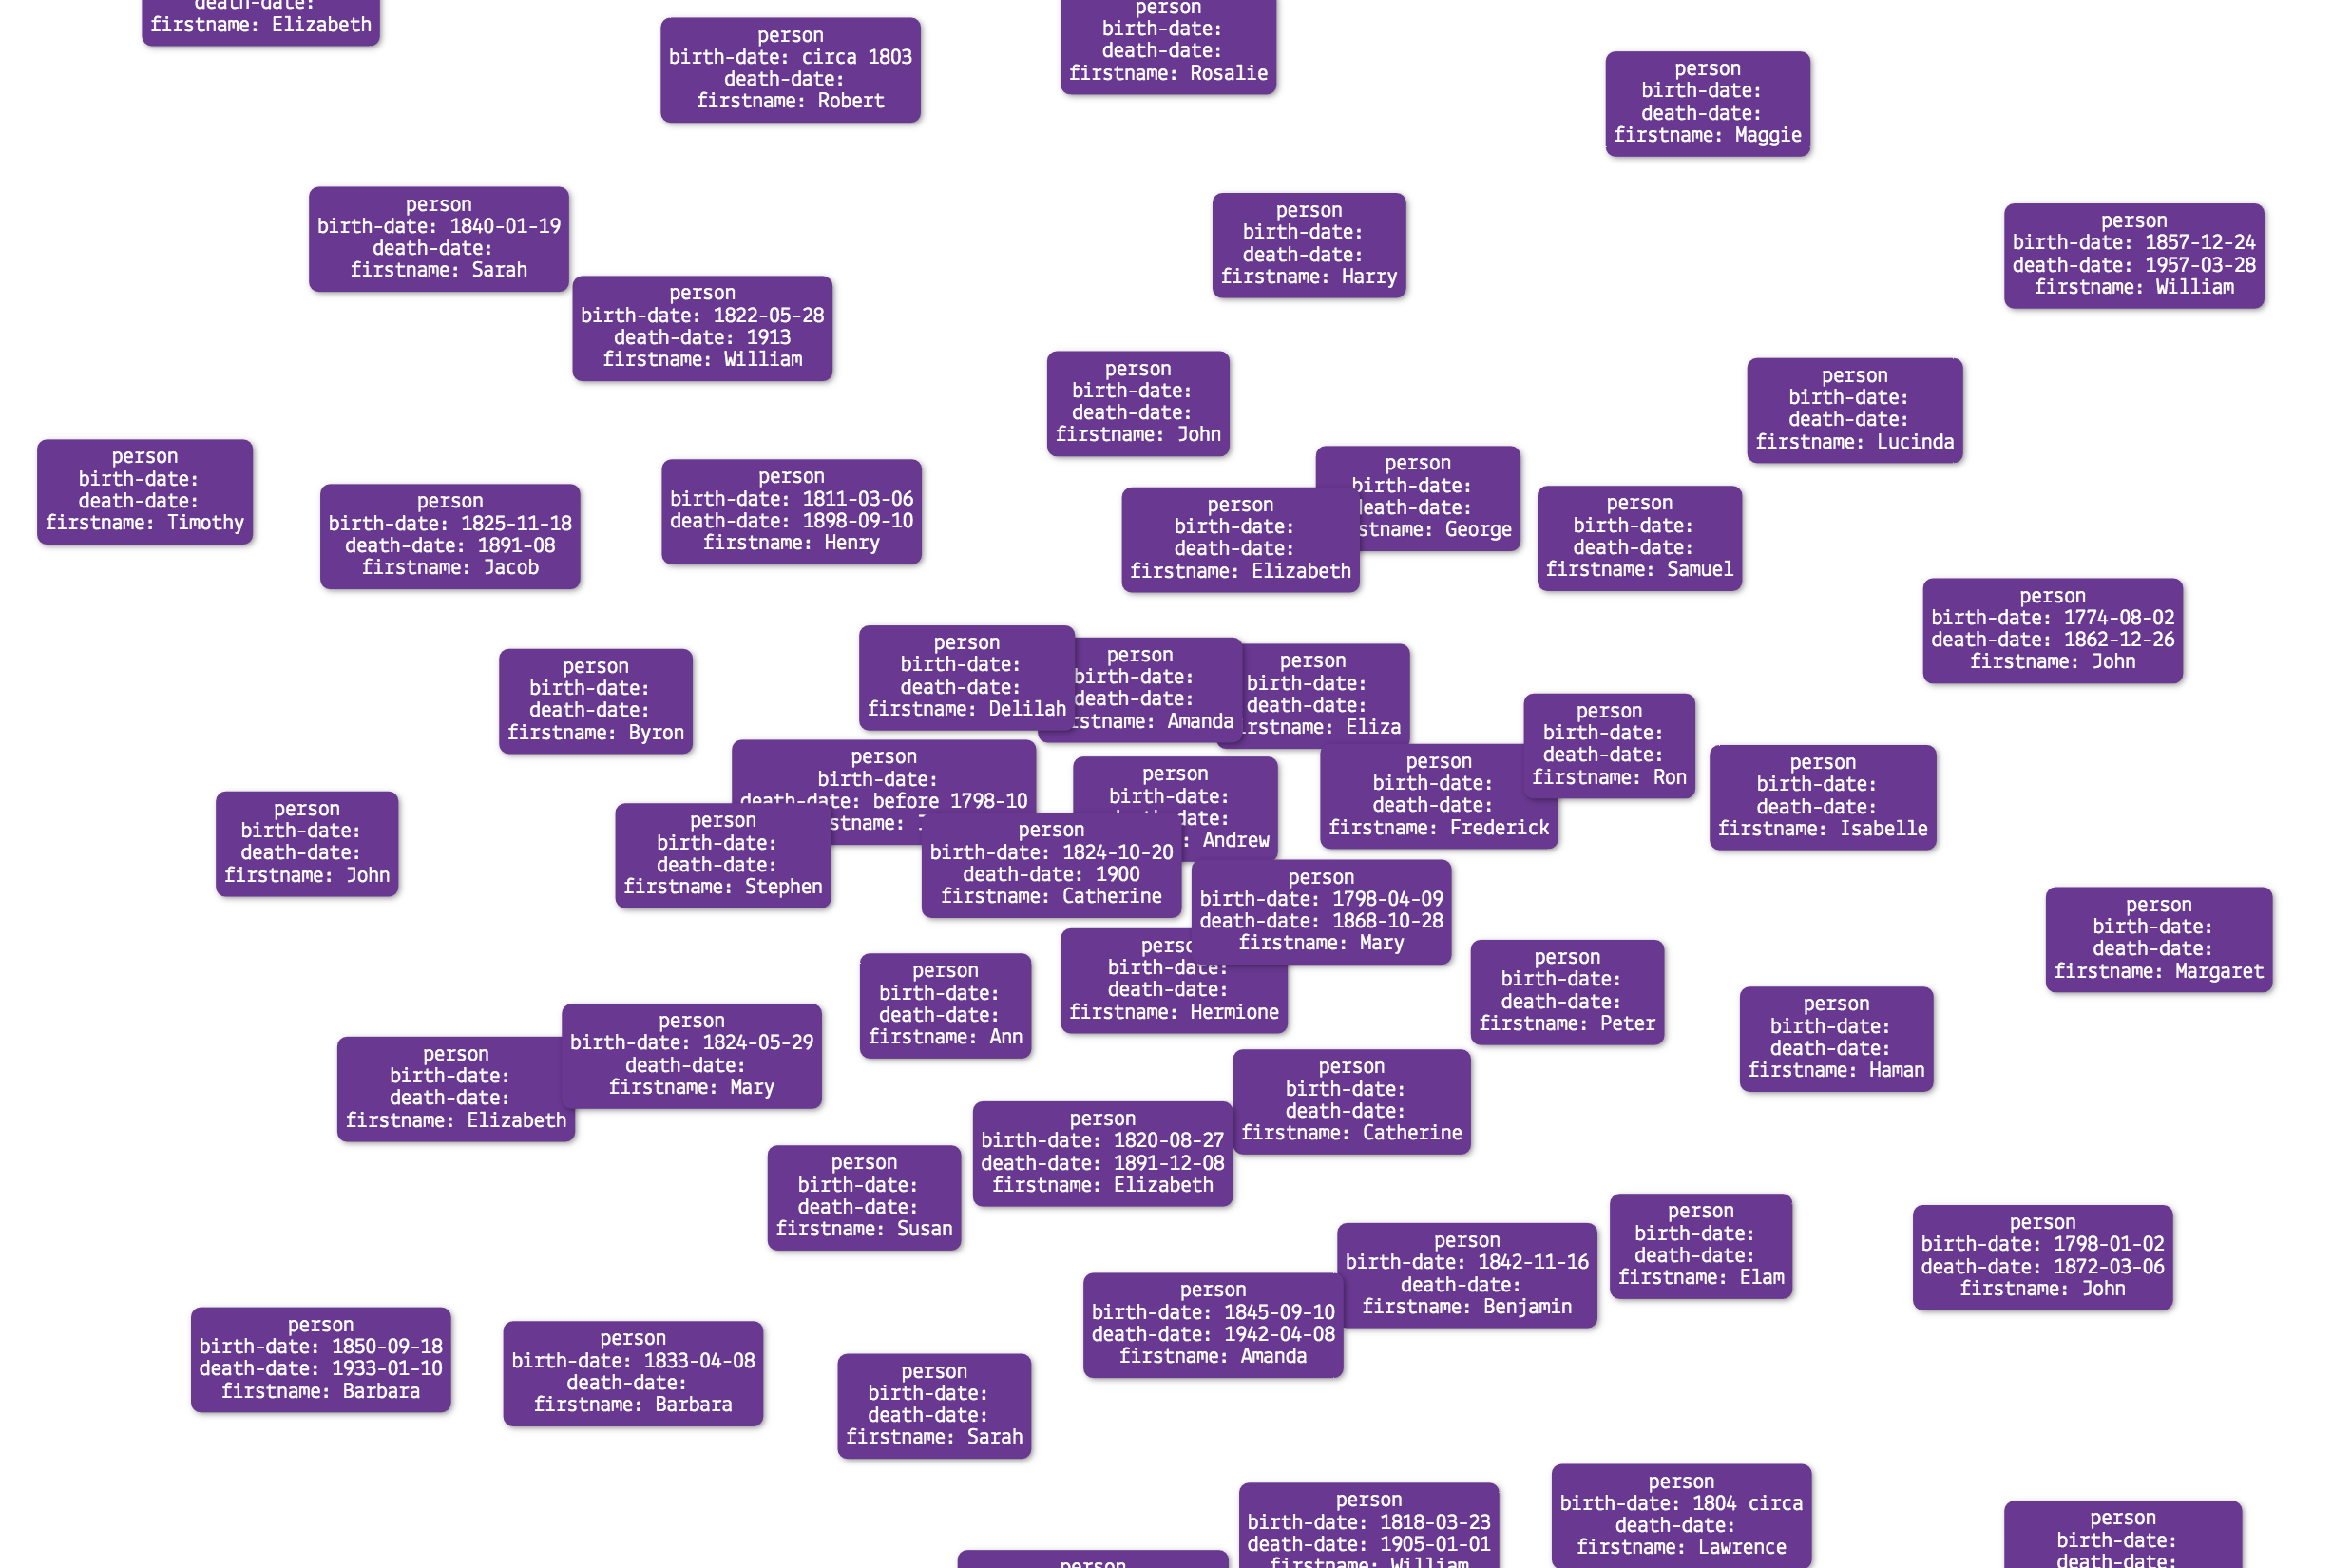 death-date:
firstname: Elizabeth
person
birth-date: circa 1803
death-date:
firstname: Robert
person
birth-date:
death-date:
firstname: Rosalie
person
birth-date:
death-date:
firstname: Maggie
person
birth-date: 1840-01-19
death-date:
firstname: Sarah
person
birth-date:
death-date:
firstname: Harry
person
birth-date: 1857-12-24
death-date: 1957-03-28
firstname: William
person
birth-date: 1822-05-28
death-date: 1913
firstname: William
person
birth-date:
death-date:
firstname: John
person
birth-date:
death-date:
firstname: Lucinda
person
birth-date:
death-date:
firstname: Timothy
person
birth-date: 1825-11-18
death-date: 1891-08
firstname: Jacob
person
birth-date: 1811-03-06
death-date: 1898-09-10
firstname: Henry
person
birth-date:
death-date:
firstname: Elizabeth
person
birth-date:
death-date:
stname: George
person
birth-date:
death-date:
firstname: Samuel
person
birth-date: 1774-08-02
death-date: 1862-12-26
firstname: John
person
birth-date:
death-date:
firstname: Byron
person
birth-date:
death-date:
firstname: Delilah
person
birth-date:
death-date:
rstname: Amanda
person
birth-date:
death-date:
rstname: Eliza
person
birth-date:
death-date:
firstname: Ron
person
birth-date:
death-date: before 1798-10
stname:
person
birth-date:
date:
: Andrew
person
birth-date:
death-date:
firstname: Frederick
person
birth-date:
death-date:
firstname: Isabelle
person
birth-date:
death-date:
firstname: John
person
birth-date:
death-date:
firstname: Stephen
person
birth-date: 1824-10-20
death-date: 1900
firstname: Catherine
person
birth-date: 1798-04-09
death-date: 1868-10-28
firstname: Mary
person
birth-date:
death-date:
firstname: Margaret
person
birth-date:
death-date:
firstname: Ann
birth-date:
death-date:
firstname: Hermione
person
birth-date:
death-date:
firstname: Peter
person
birth-date:
death-date:
firstname: Haman
person
birth-date:
death-date:
firstname: Elizabeth
person
birth-date: 1824-05-29
death-date:
firstname: Mary
person
birth-date:
death-date:
firstname: Catherine
person
birth-date: 1820-08-27
death-date: 1891-12-08
firstname: Elizabeth
person
birth-date:
death-date:
firstname: Susan
person
birth-date:
death-date:
firstname: Elam
person
birth-date: 1798-01-02
death-date: 1872-03-06
firstname: John
person
birth-date: 1842-11-16
death-date:
firstname: Benjamin
person
birth-date: 1845-09-10
death-date: 1942-04-08
firstname: Amanda
person
birth-date: 1850-09-18
death-date: 1933-01-10
firstname: Barbara
person
birth-date: 1833-04-08
death-date:
firstname: Barbara
person
birth-date:
death-date:
firstname: Sarah
person
birth-date: 1818-03-23
death-date: 1905-01-01
firstname: William
person
birth-date: 1804 circa
death-date:
firstname: Lawrence
person
birth-date:
death-date:
person